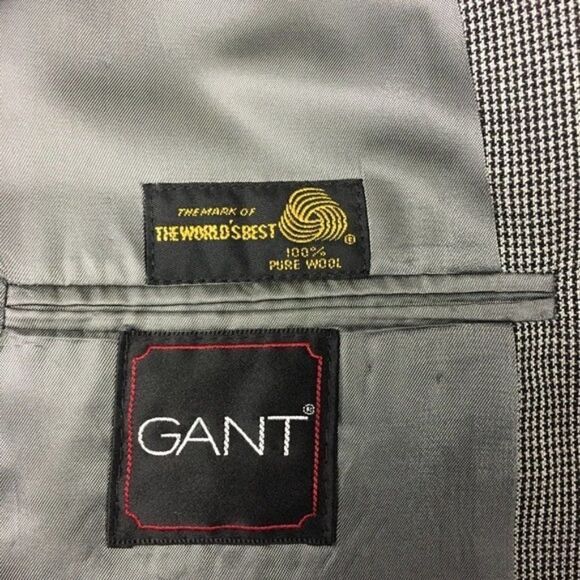 THE MARK OF
THE WORLD'S BEST
®
100%
PURE WOOL
GANT®